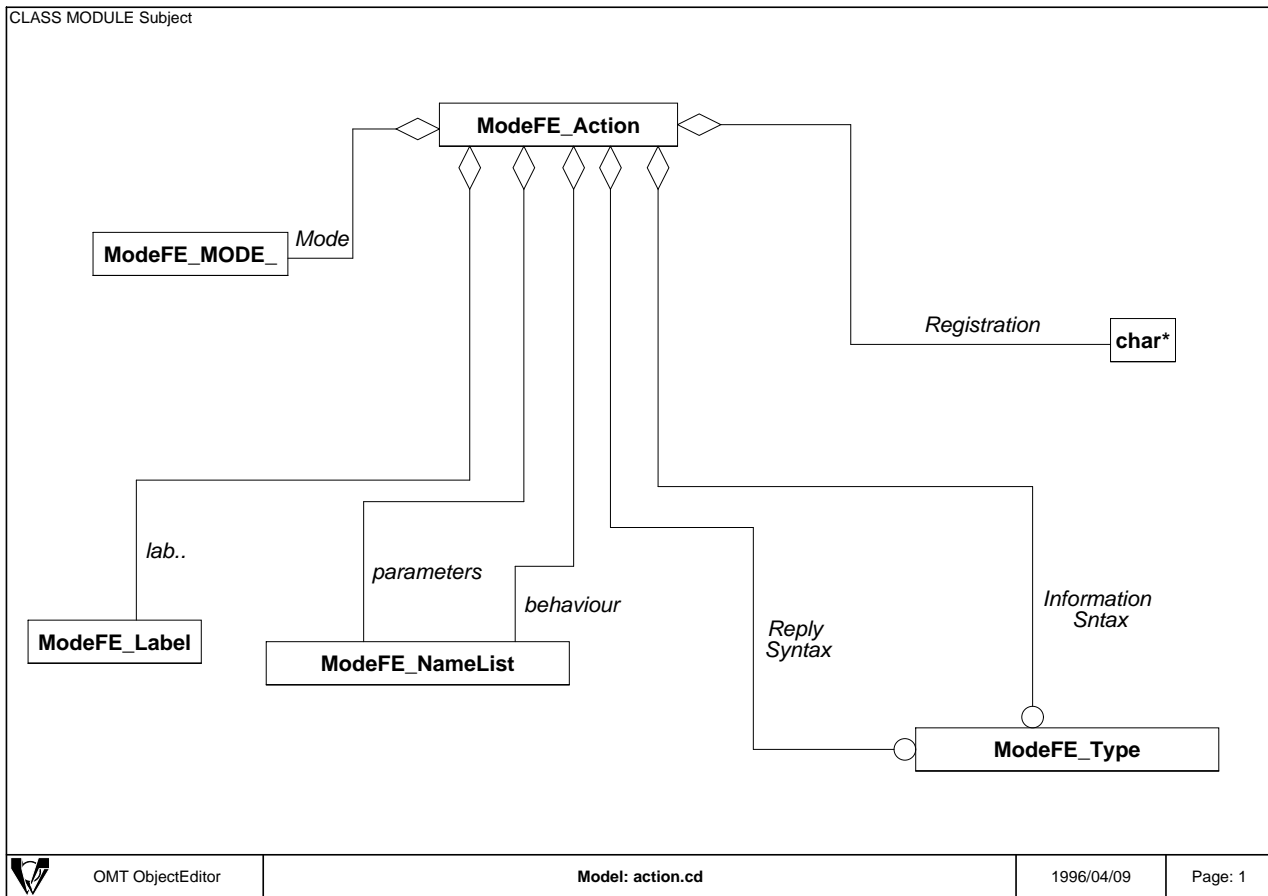 CLASS MODULE Subject
ModeFE_Action
Mode
ModeFE_MODE_
Registration
char*
lab..
parameters
behaviour
Information
Sntax
Reply
Syntax
ModeFE_Label
ModeFE_NameList
ModeFE_Type
OMT ObjectEditor
Model: action.cd
1996/04/09
Page: 1